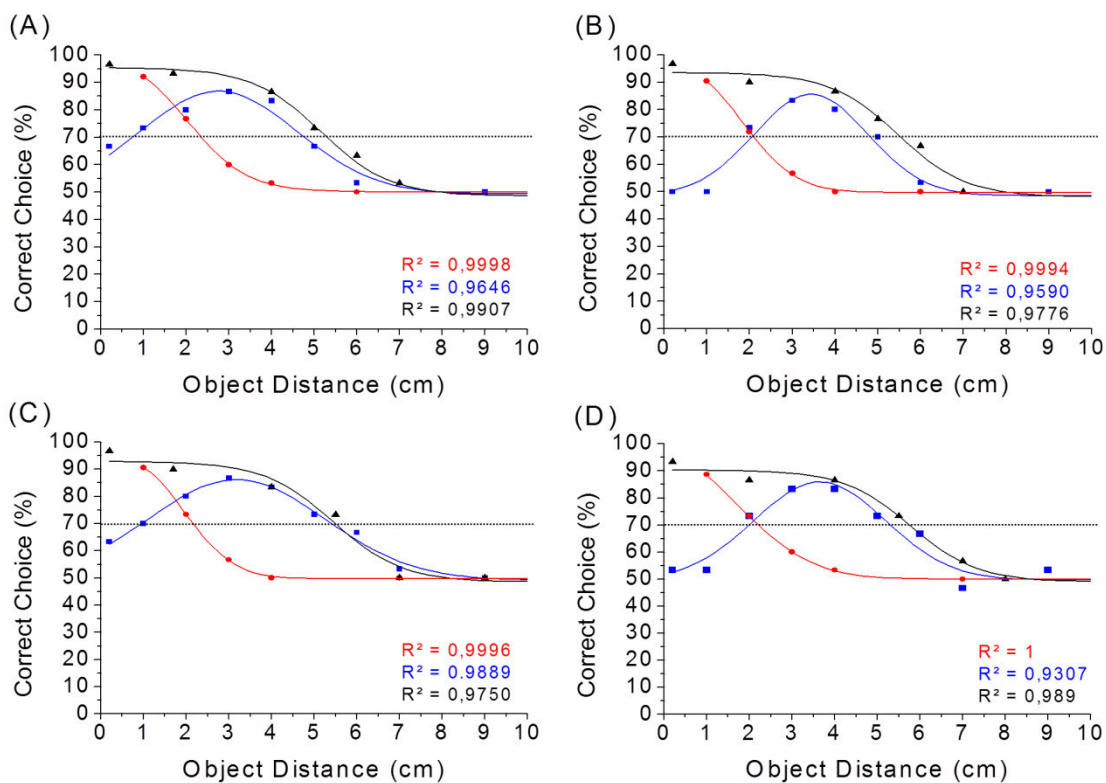 (A)
100
90
80
70
60
50
40
30
20
10
0
Correct Choice (%)
R² = 0,9998
R² = 0,9646
R² = 0,9907
0 1 2 3 4 5 6 7 8 9 10
Object Distance (cm)
(B)
100
90
80
70
60
50
40
30
20
10
0
Correct Choice (%)
R² = 0,9994
R² = 0,9590
R² = 0,9776
0 1 2 3 4 5 6 7 8 9 10
Object Distance (cm)
(C)
100
90
80
70
60
50
40
30
20
10
0
Correct Choice (%)
R² = 0,9996
R² = 0.9889
R² = 0,9750
0 1 2 3 4 5 6 7 8 9 10
Object Distance (cm)
(D)
100
90
80
70
60
50
40
30
20
10
0
Correct Choice (%)
R² = 1
R² = 0,9307
R² = 0,989
0 1 2 3 4 5 6 7 8 9 10
Object Distance (cm)